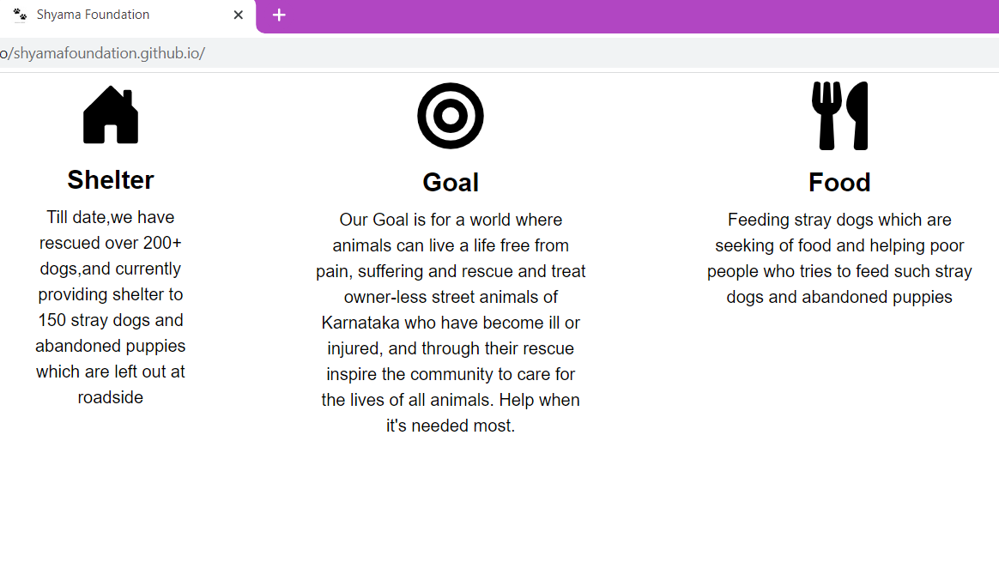 Shyama Foundation
o/shyamafoundation.github.io/
Shelter
Till date,we have
rescued over 200+
dogs,and currently
providing shelter to
150 stray dogs and
abandoned puppies
which are left out at
roadside
Goal
Our Goal is for a world where
animals can live a life free from
pain, suffering and rescue and treat
owner-less street animals of
Karnataka who have become ill or
injured, and through their rescue
inspire the community to care for
the lives of all animals. Help when
it's needed most.
Food
Feeding stray dogs which are
seeking of food and helping poor
people who tries to feed such stray
dogs and abandoned puppies